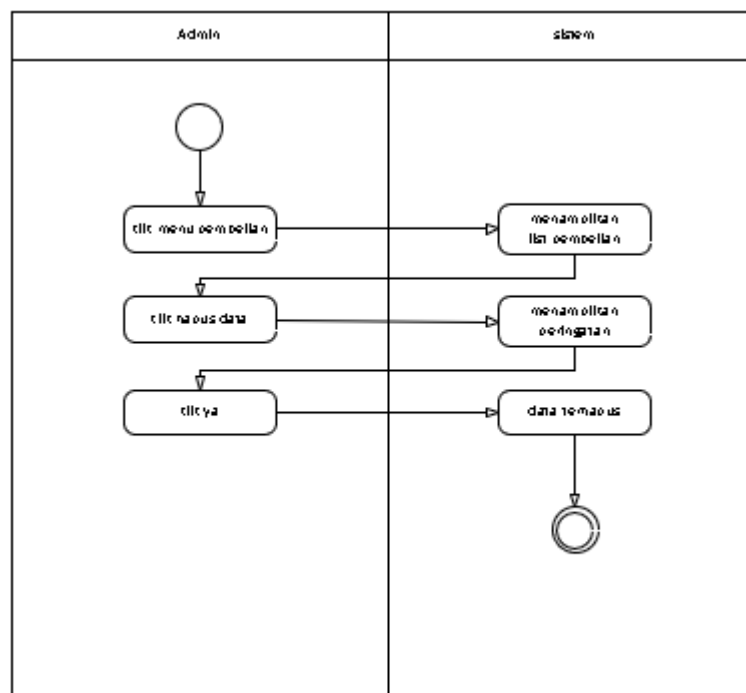 Admin
sistem
klik menu pembelian
menampilkan
list pembelian
klik hapus data
menampilkan
peringatan
klik ya
data terhapus